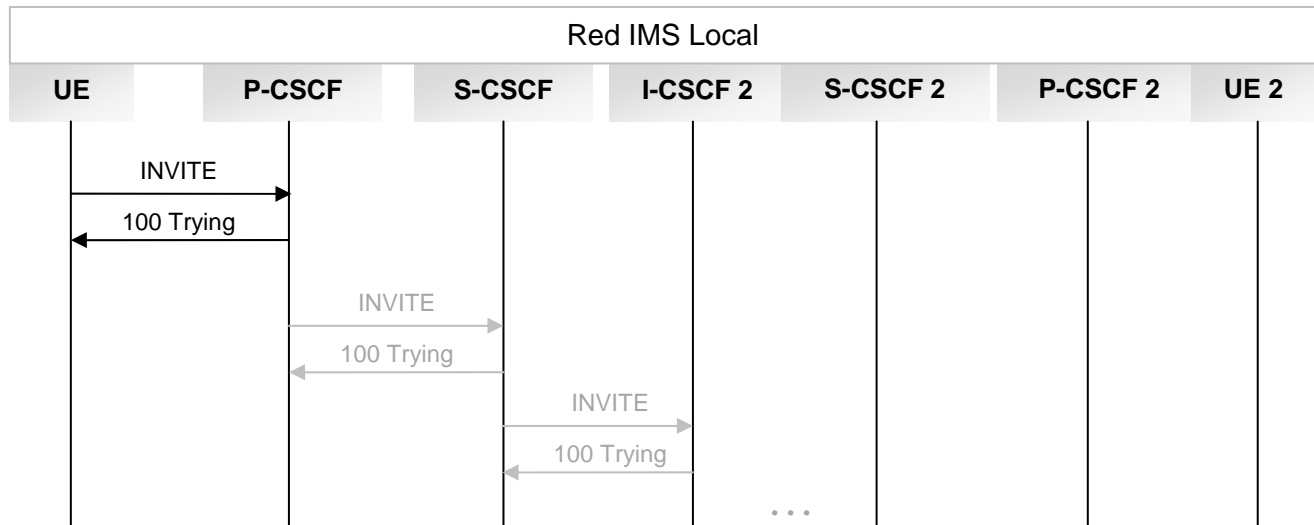 Red IMS Local
UE P-CSCF S-CSCF I-CSCF 2 S-CSCF 2 P-CSCF 2 UE 2
INVITE
100 Trying
INVITE
100 Trying
INVITE
100 Trying
...